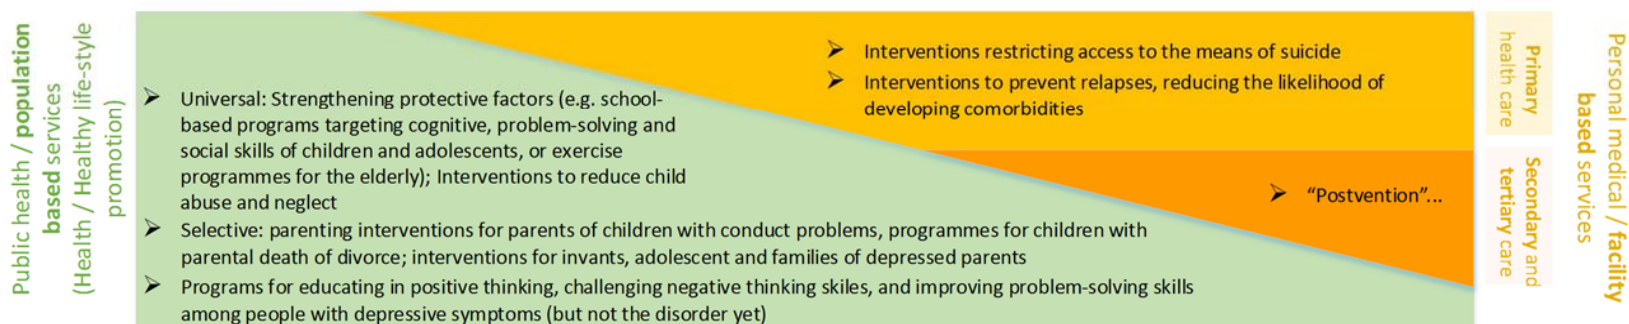 Public health / population
based services
(Health / Healthy life-style
promotion)
➢ Universal: Strengthening protective factors (e.g. school-
based programs targeting cognitive, problem-solving and
social skills of children and adolescents, or exercise
programmes for the elderly); Interventions to reduce child
abuse and neglect
➢ Selective: parenting interventions for parents of children with conduct problems, programmes for children with
parental death of divorce; interventions for invants, adolescent and families of depressed parents
➢ Programs for educating in positive thinking, challenging negative thinking skiles, and improving problem-solving skills
among people with depressive symptoms (but not the disorder yet)
➢ Interventions restricting access to the means of suicide
➢ Interventions to prevent relapses, reducing the likelihood of
developing comorbidities
➢ “Postvention”...
Primary
health care
Secondary and
tertiary care
Personal medical / facility
based services